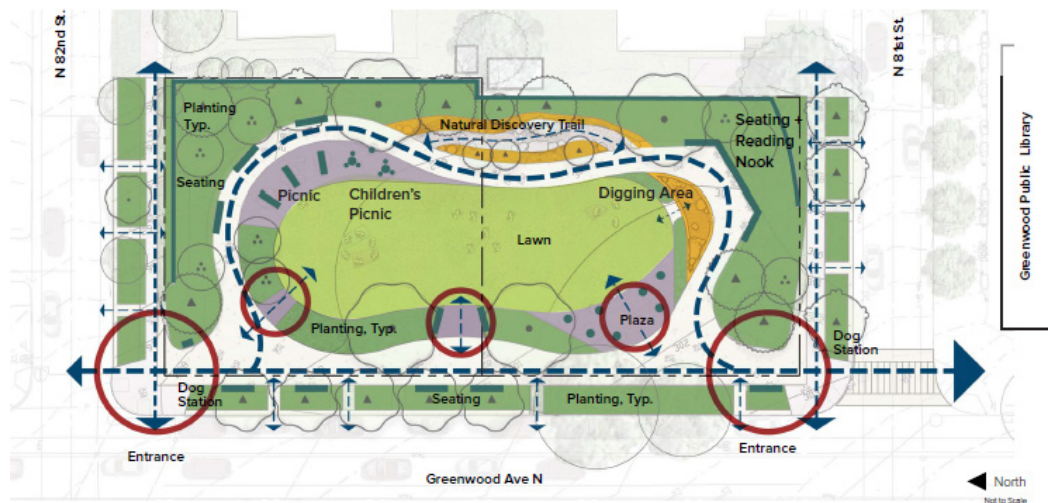 N 82nd St.
N 81st St.
Greenwood Public Library
Planting
Typ.
Natural Discovery Trail
Seating +
Reading
Nook
Seating
Picnic
Children's
Picnic
Digging Area
Lawn
Planting, Typ.
Plaza
Dog
Station
Dog
Station
Seating
Planting, Typ.
Entrance
Entrance
Greenwood Ave N
North
Not to Scale